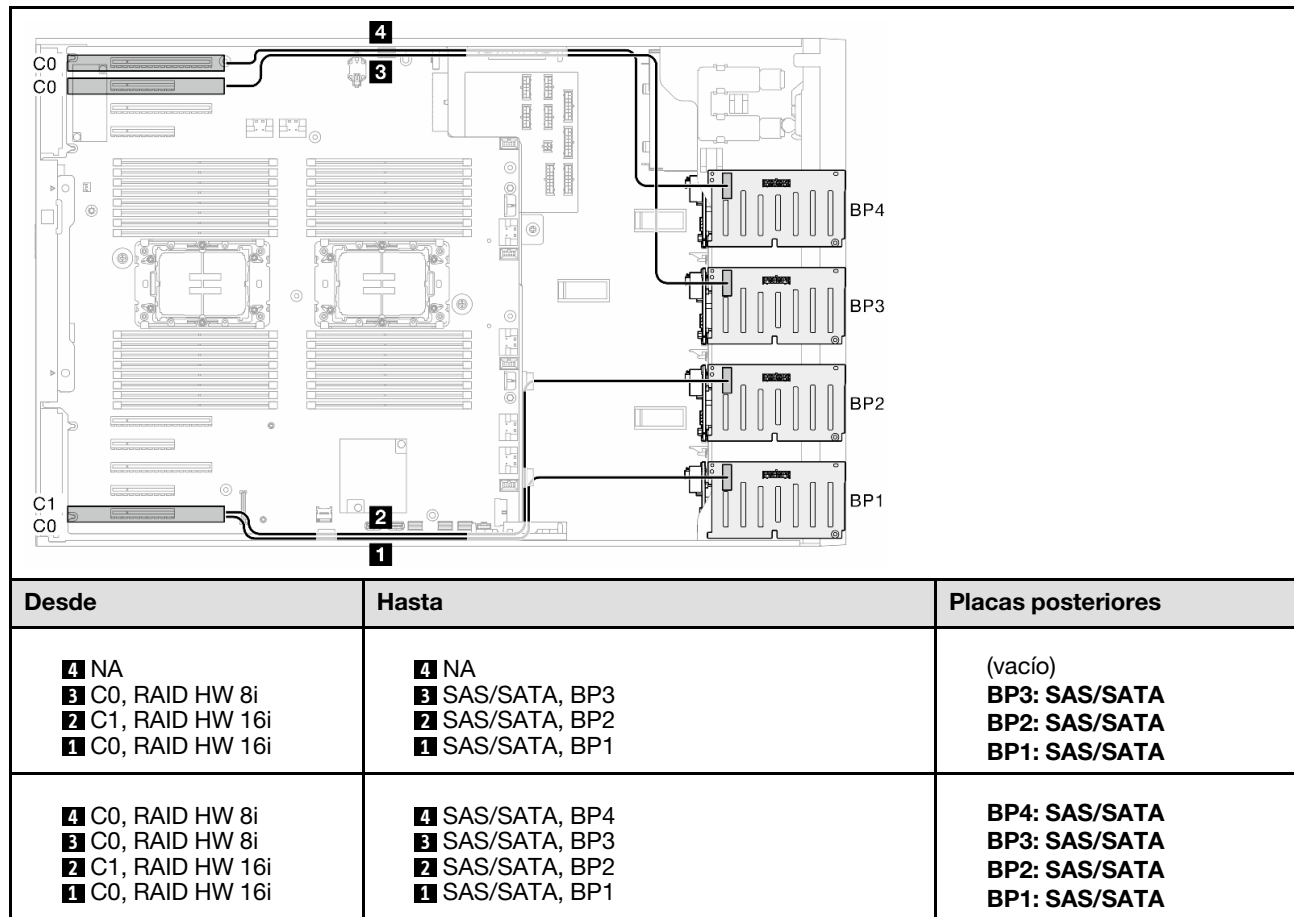 4
C0
C0
3
BP4
BP3
BP2
BP1
C1
C0
2
1
Desde Hasta Placas posteriores
4 NA 4 NA (vacío)
3 C0, RAID HW 8i 3 SAS/SATA, BP3 BP3: SAS/SATA
2 C1, RAID HW 16i 2 SAS/SATA, BP2 BP2: SAS/SATA
1 C0, RAID HW 16i 1 SAS/SATA, BP1 BP1: SAS/SATA
4 C0, RAID HW 8i 4 SAS/SATA, BP4 BP4: SAS/SATA
3 C0, RAID HW 8i 3 SAS/SATA, BP3 BP3: SAS/SATA
2 C1, RAID HW 16i 2 SAS/SATA, BP2 BP2: SAS/SATA
1 C0, RAID HW 16i 1 SAS/SATA, BP1 BP1: SAS/SATA